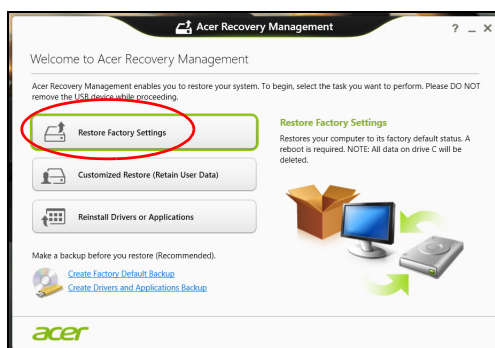 Acer Recovery Management
? _ X
Welcome to Acer Recovery Management
Acer Recovery Management enables you to restore your system. To begin, select the task you want to perform. Please DO NOT
remove the USB device while proceeding.
Restore Factory Settings
Customized Restore (Retain User Data)
Reinstall Drivers or Applications
Restore Factory Settings
Restores your computer to its factory default status. A
reboot is required. NOTE: All data on drive C will be
deleted.
Make a backup before you restore (Recommended).
Create Factory Default Backup
Create Drivers and Applications Backup
acer